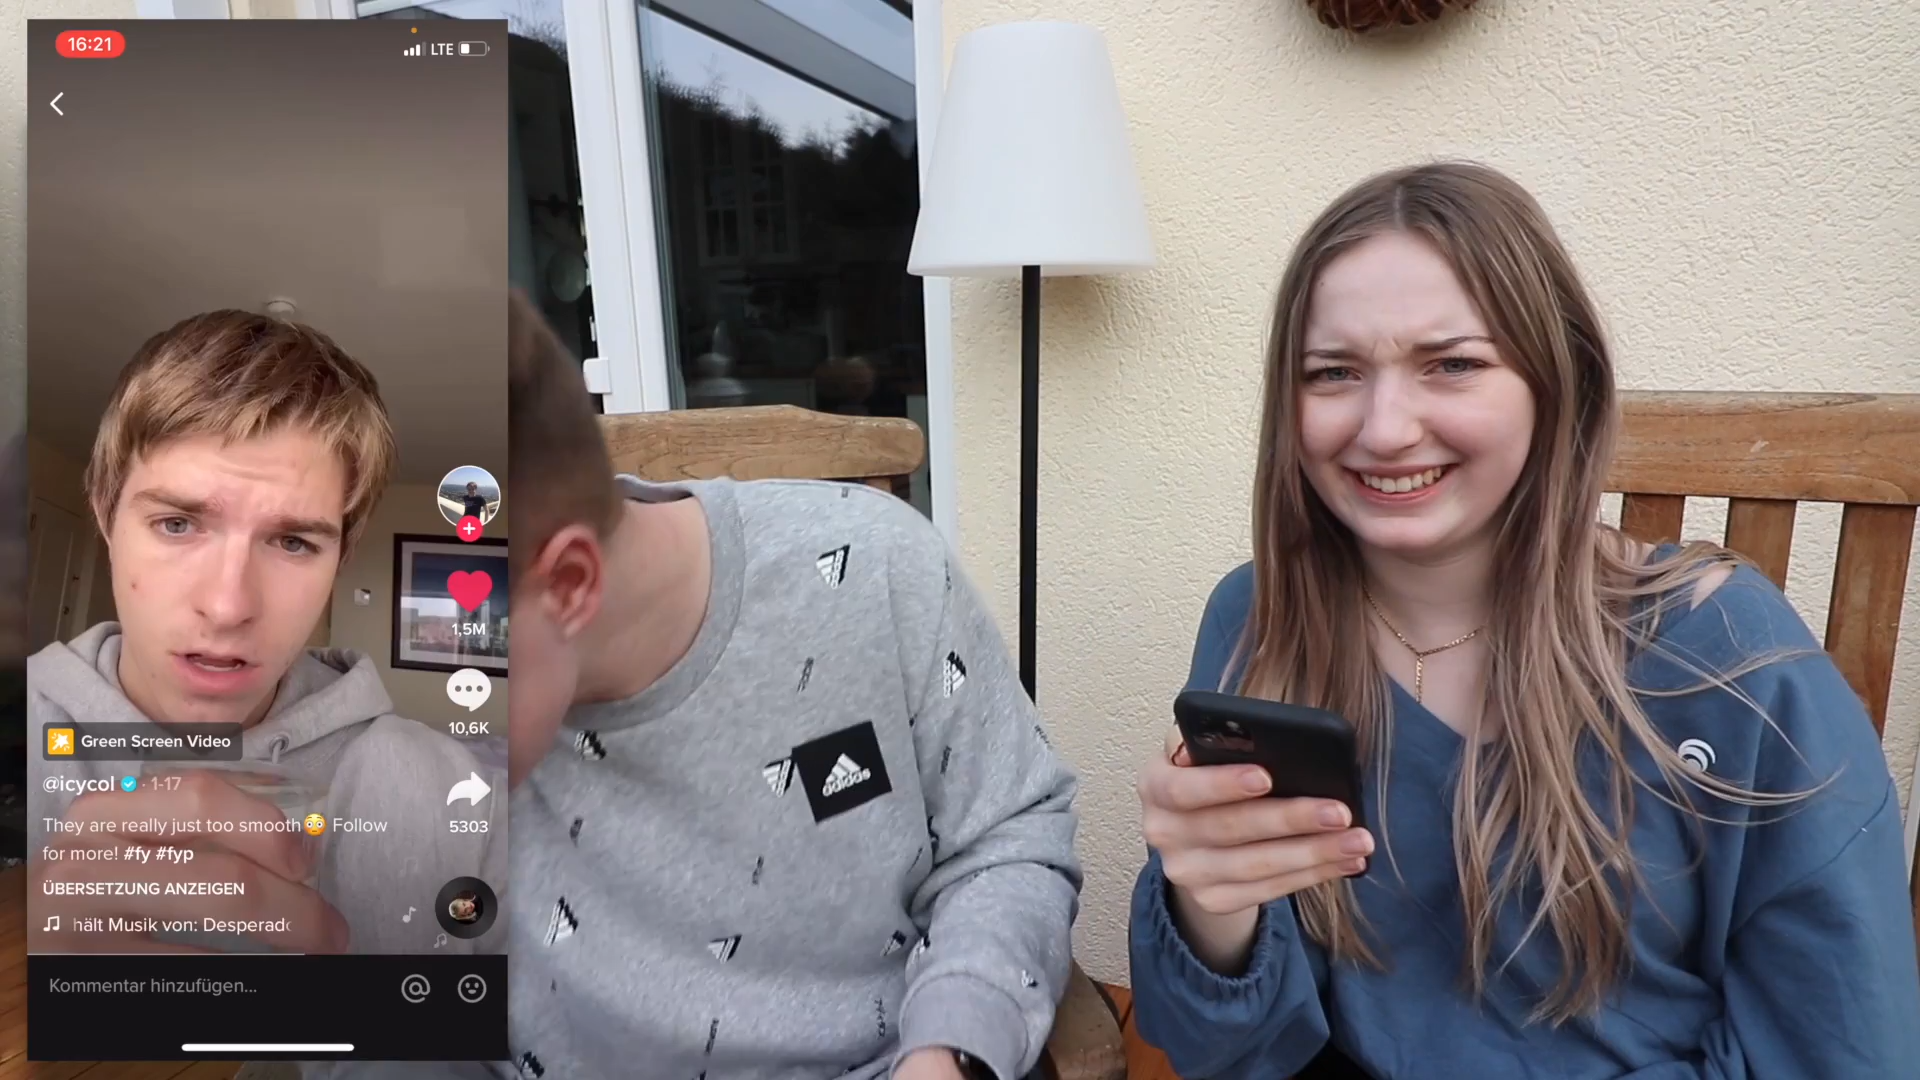 16:21
LTE
1,5M
10,6K
Green Screen Video
@icycol · 1-17
5303
They are really just too smooth😳 Follow
for more! #fy #fyp
ÜBERSETZUNG ANZEIGEN
hält Musik von: Desperado
Kommentar hinzufügen...
@
adidas